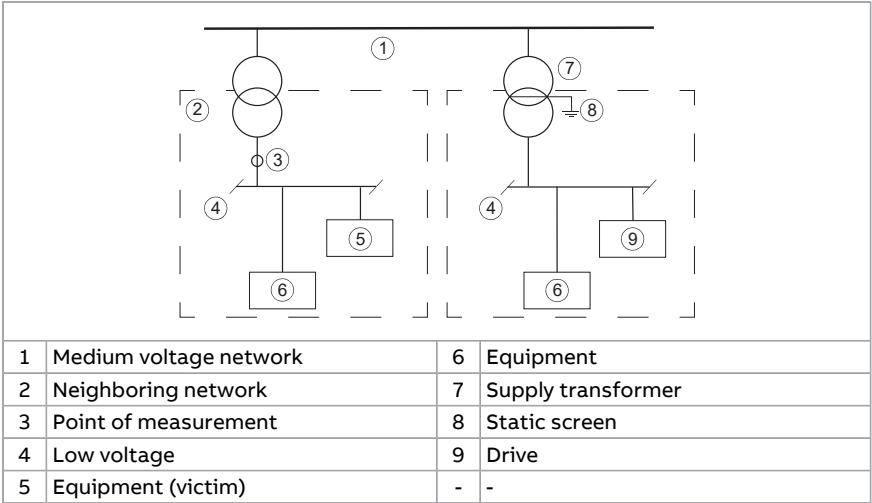 1
7
2
8
3
4
4
5
9
6
6
1 Medium voltage network 6 Equipment
2 Neighboring network 7 Supply transformer
3 Point of measurement 8 Static screen
4 Low voltage 9 Drive
5 Equipment (victim) - -